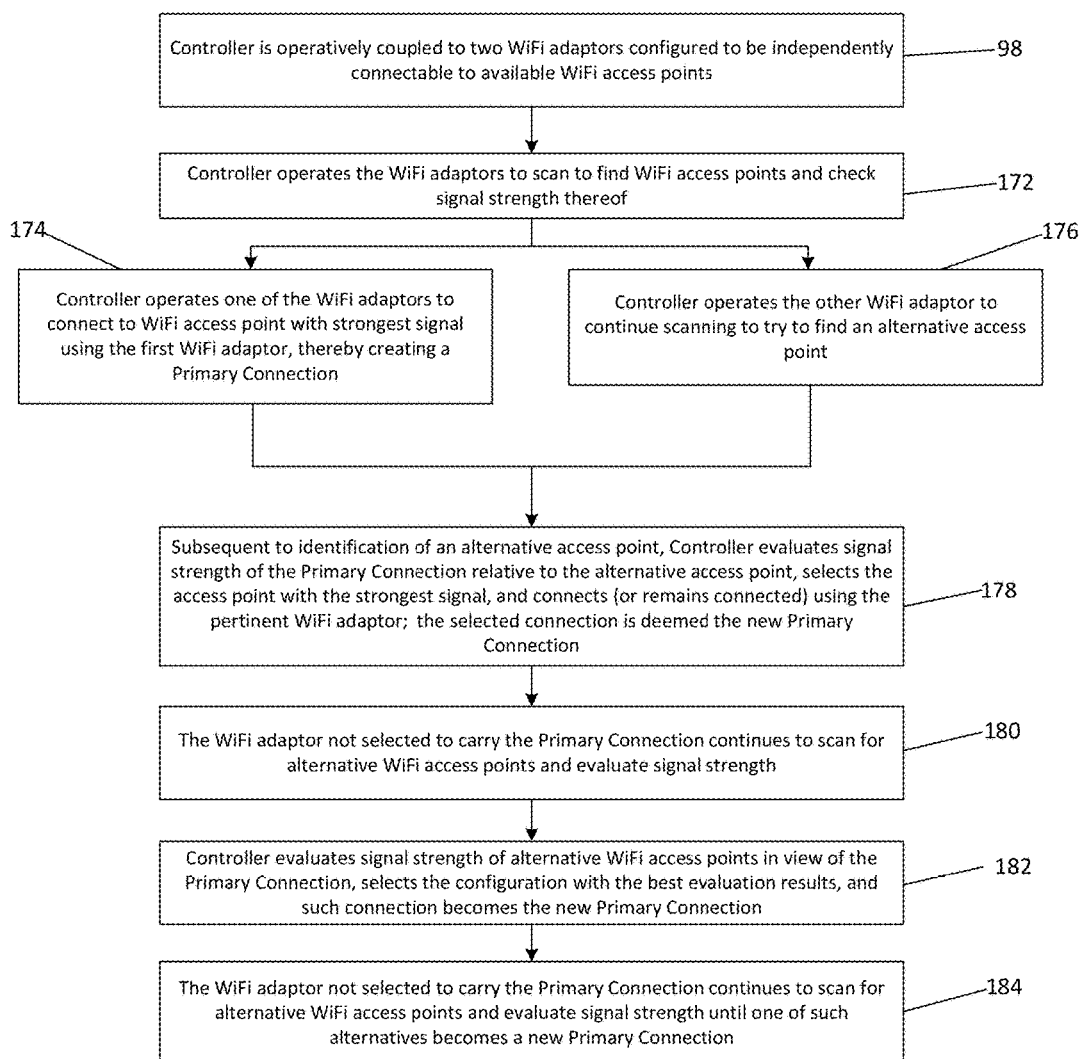 Controller is operatively coupled to two WiFi adaptors configured to be independently
connectable to available WiFi access points
98
Controller operates the WiFi adaptors to scan to find WiFi access points and check
signal strength thereof
172
174
176
Controller operates one of the WiFi adaptors to
connect to WiFi access point with strongest signal
using the first WiFi adaptor, thereby creating a
Primary Connection
Controller operates the other WiFi adaptor to
continue scanning to try to find an alternative access
point
Subsequent to identification of an alternative access point, Controller evaluates signal
strength of the Primary Connection relative to the alternative access point, selects the
access point with the strongest signal, and connects (or remains connected) using the
pertinent WiFi adaptor; the selected connection is deemed the new Primary
Connection
178
The WiFi adaptor not selected to carry the Primary Connection continues to scan for
alternative WiFi access points and evaluate signal strength
180
Controller evaluates signal strength of alternative WiFi access points in view of the
Primary Connection, selects the configuration with the best evaluation results, and
such connection becomes the new Primary Connection
182
The WiFi adaptor not selected to carry the Primary Connection continues to scan for
alternative WiFi access points and evaluate signal strength until one of such
alternatives becomes a new Primary Connection
184